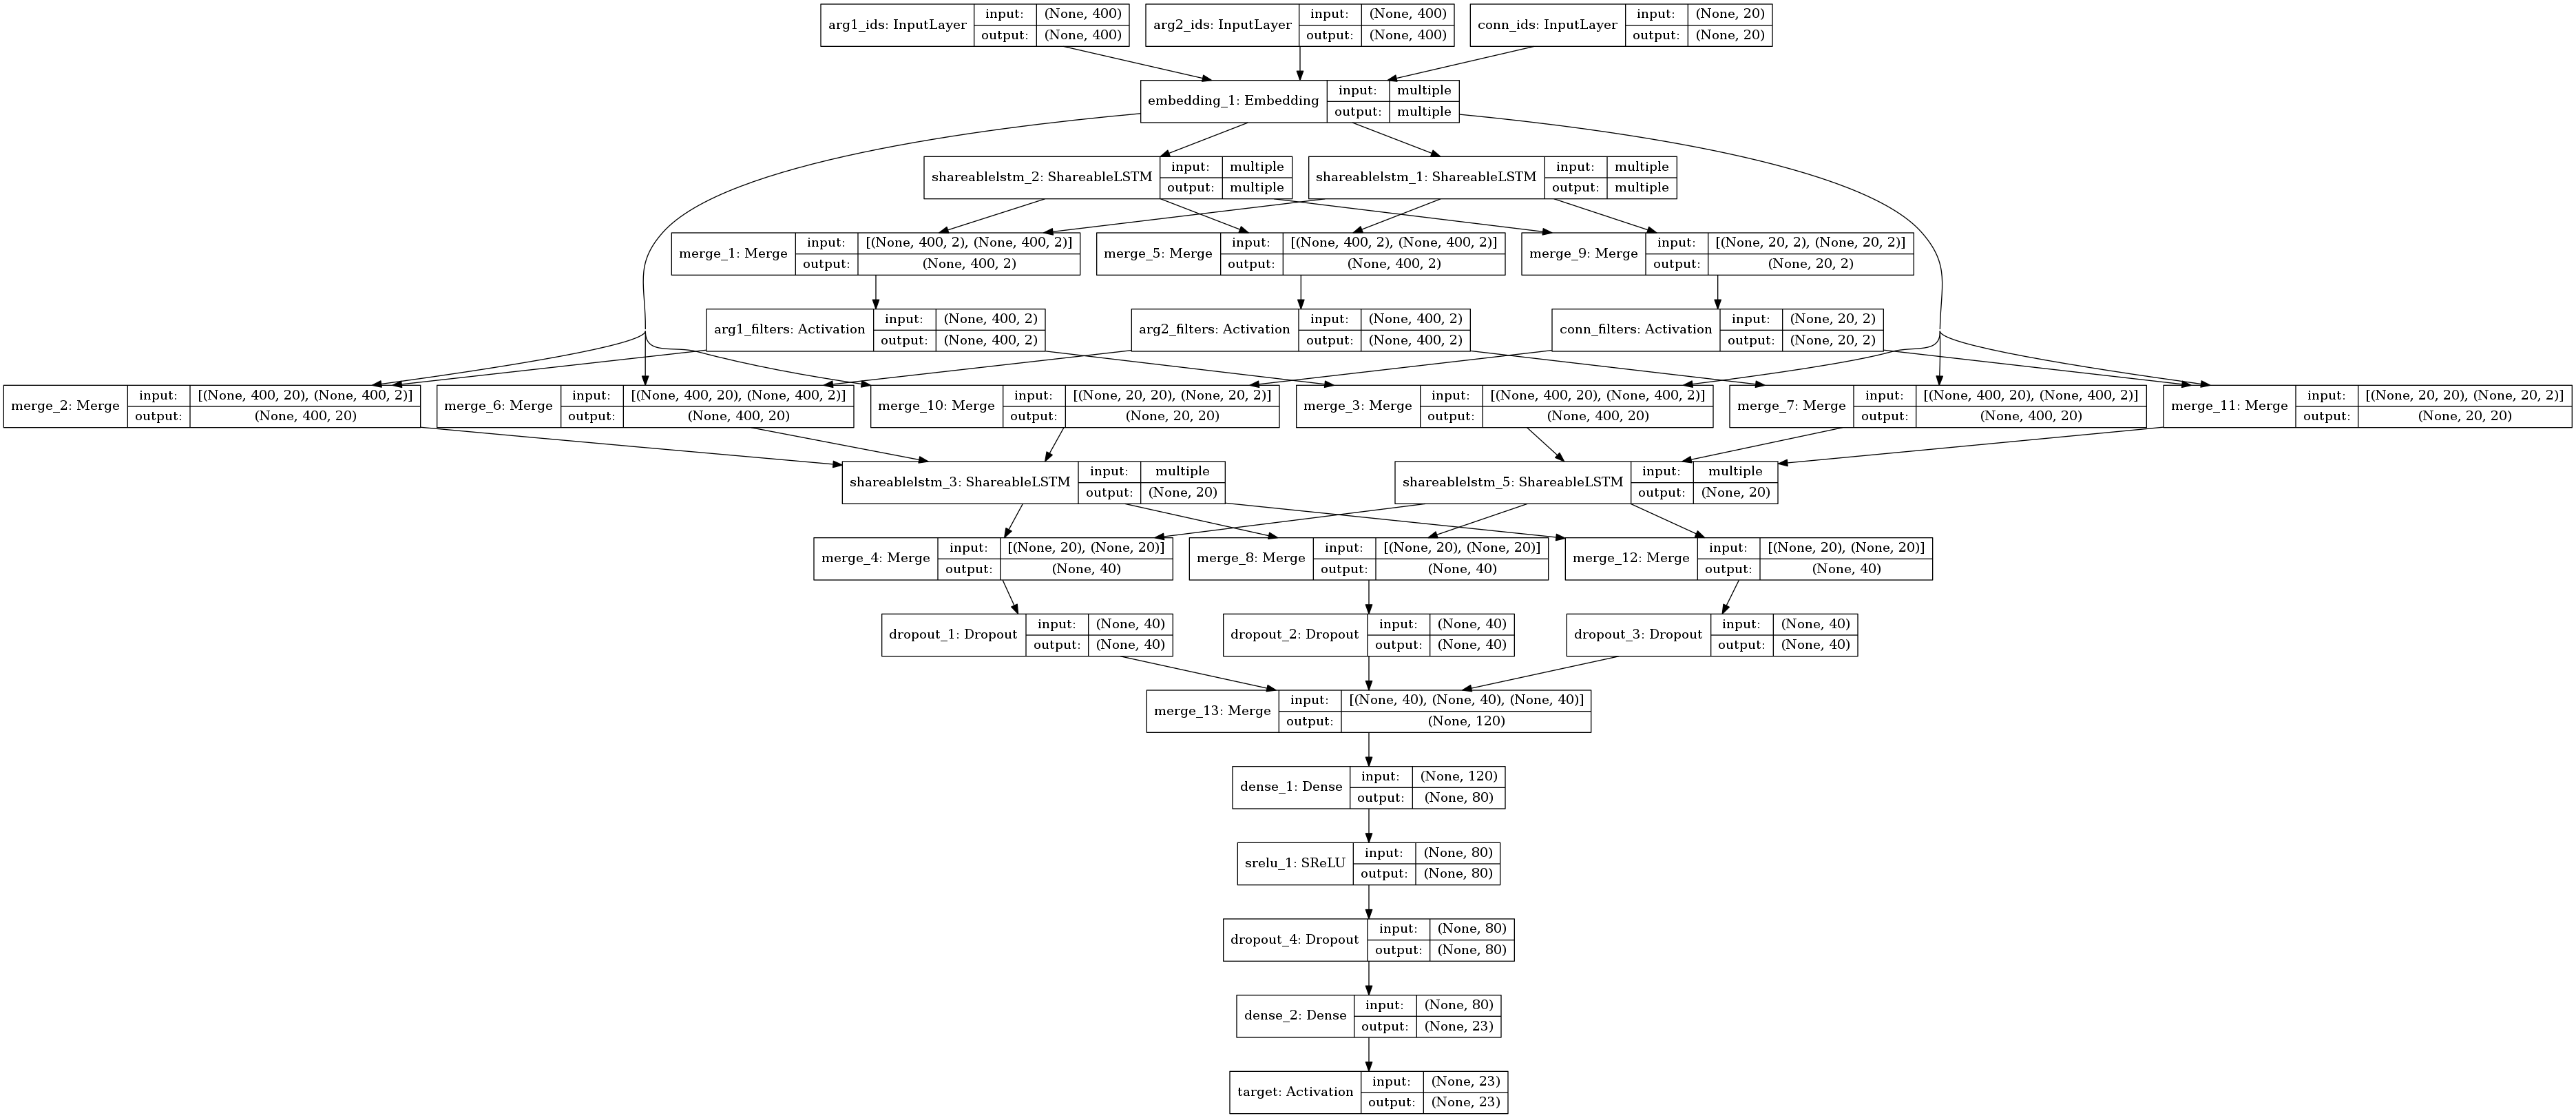 arg1_ids: InputLayer
input: (None, 400)
output: (None, 400)
arg2_ids: InputLayer
input: (None, 400)
output: (None, 400)
conn_ids: InputLayer
input: (None, 20)
output: (None, 20)
embedding_1: Embedding
input: multiple
output: multiple
shareablelstm_2: ShareableLSTM
input: multiple
output: multiple
shareablelstm_1: ShareableLSTM
input: multiple
output: multiple
merge_1: Merge
input: [(None, 400, 2), (None, 400, 2)]
output: (None, 400, 2)
merge_5: Merge
input: [(None, 400, 2), (None, 400, 2)]
output: (None, 400, 2)
merge_9: Merge
input: [(None, 20, 2), (None, 20, 2)]
output: (None, 20, 2)
arg1_filters: Activation
input: (None, 400, 2)
output: (None, 400, 2)
arg2_filters: Activation
input: (None, 400, 2)
output: (None, 400, 2)
conn_filters: Activation
input: (None, 20, 2)
output: (None, 20, 2)
merge_2: Merge
input: [(None, 400, 20), (None, 400, 2)]
output: (None, 400, 20)
merge_6: Merge
input: [(None, 400, 20), (None, 400, 2)]
output: (None, 400, 20)
merge_10: Merge
input: [(None, 20, 20), (None, 20, 2)]
output: (None, 20, 20)
merge_3: Merge
input: [(None, 400, 20), (None, 400, 2)]
output: (None, 400, 20)
merge_7: Merge
input: [(None, 400, 20), (None, 400, 2)]
output: (None, 400, 20)
merge_11: Merge
input: [(None, 20, 20), (None, 20, 2)]
output: (None, 20, 20)
shareablelstm_3: ShareableLSTM
input: multiple
output: (None, 20)
shareablelstm_5: ShareableLSTM
input: multiple
output: (None, 20)
merge_4: Merge
input: [(None, 20), (None, 20)]
output: (None, 40)
merge_8: Merge
input: [(None, 20), (None, 20)]
output: (None, 40)
merge_12: Merge
input: [(None, 20), (None, 20)]
output: (None, 40)
dropout_1: Dropout
input: (None, 40)
output: (None, 40)
dropout_2: Dropout
input: (None, 40)
output: (None, 40)
dropout_3: Dropout
input: (None, 40)
output: (None, 40)
merge_13: Merge
input: [(None, 40), (None, 40), (None, 40)]
output: (None, 120)
dense_1: Dense
input: (None, 120)
output: (None, 80)
srelu_1: SReLU
input: (None, 80)
output: (None, 80)
dropout_4: Dropout
input: (None, 80)
output: (None, 80)
dense_2: Dense
input: (None, 80)
output: (None, 23)
target: Activation
input: (None, 23)
output: (None, 23)